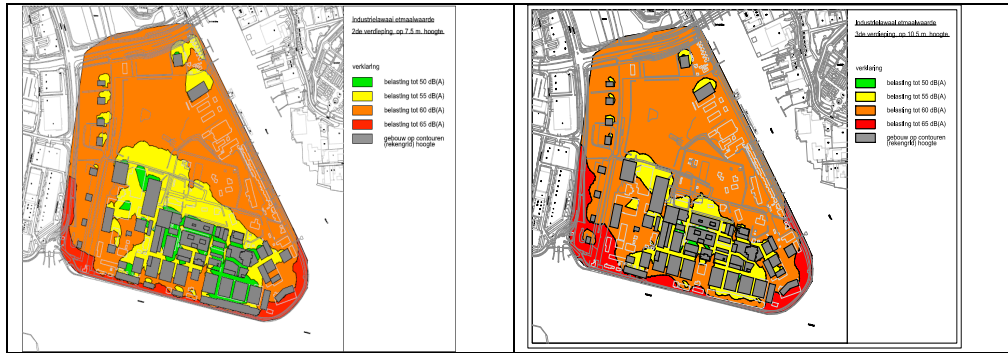 Industrielawaai etmaalwaarde
2de verdieping, op 7.5 m. hoogte
verklaring
belasting tot 50 dB(A)
belasting tot 55 dB(A)
belasting tot 60 dB(A)
belasting tot 65 dB(A)
gebouw op contouren
(rekengrid) hoogte
Industrielawaai etmaalwaarde
3de verdieping, op 10.5 m. hoogte
verklaring
belasting tot 50 dB(A)
belasting tot 55 dB(A)
belasting tot 60 dB(A)
belasting tot 65 dB(A)
gebouw op contouren
(rekengrid) hoogte